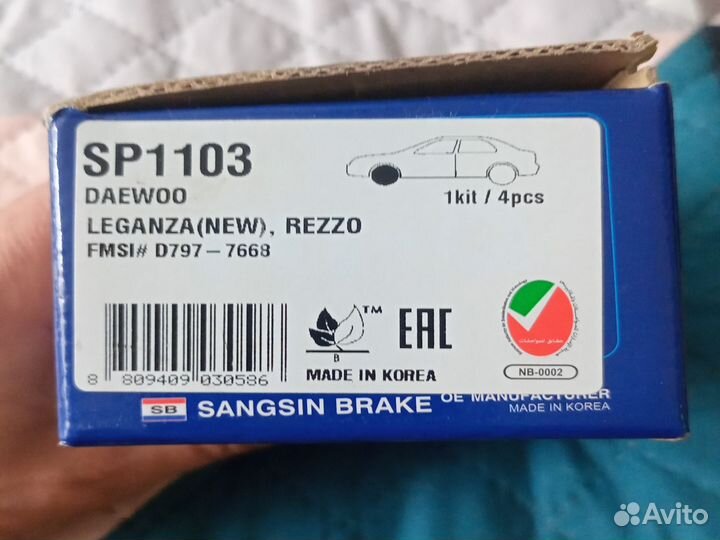 SP1103
DAEWOO
1kit / 4pcs
LEGANZA(NEW), REZZO
FMSI# D797-7668
TM
EAC
B
8 809409 030586
MADE IN KOREA
NB-0002
SB SANGSIN BRAKE
OE MANUFACTURER
MADE IN KOREA
Avito